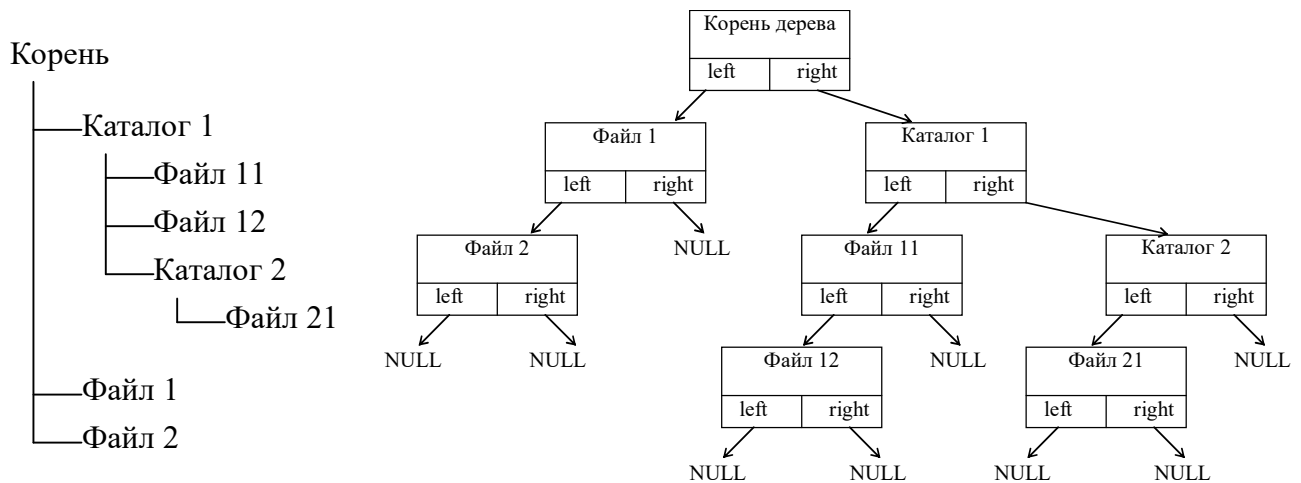 Корень
Каталог 1
Файл 11
Файл 12
Каталог 2
Файл 21
Файл 1
Файл 2
Корень дерева
left right
Файл 1
left right
Каталог 1
left right
Файл 2
left right
NULL
Файл 11
left right
Каталог 2
left right
NULL
NULL
Файл 12
left right
NULL
Файл 21
left right
NULL
NULL
NULL
NULL
NULL